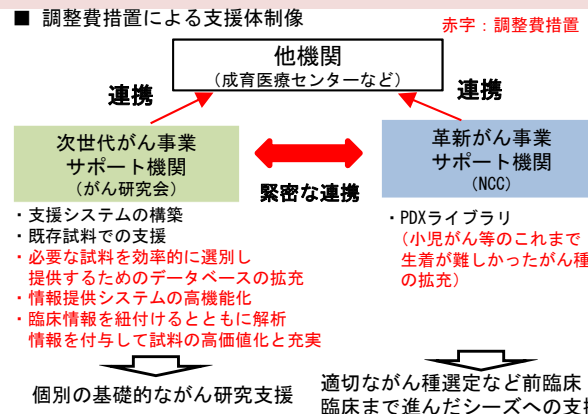 ■ 調整費措置による支援体制像
赤字：調整費措置
他機関
（成育医療センターなど）
連携
連携
次世代がん事業
サポート機関
（がん研究会）
緊密な連携
革新がん事業
サポート機関
（NCC）
・支援システムの構築
・既存試料での支援
・必要な試料を効率的に選別し
提供するためのデータベースの拡充
・情報提供システムの高機能化
・臨床情報を紐付けるとともに解析
情報を付与して試料の高価値化と充実
・PDXライブラリ
（小児がん等のこれまで
生着が難しかったがん種
の拡充）
個別の基礎的ながん研究支援
適切ながん種選定など前臨床
臨床まで進んだシーズへの支援